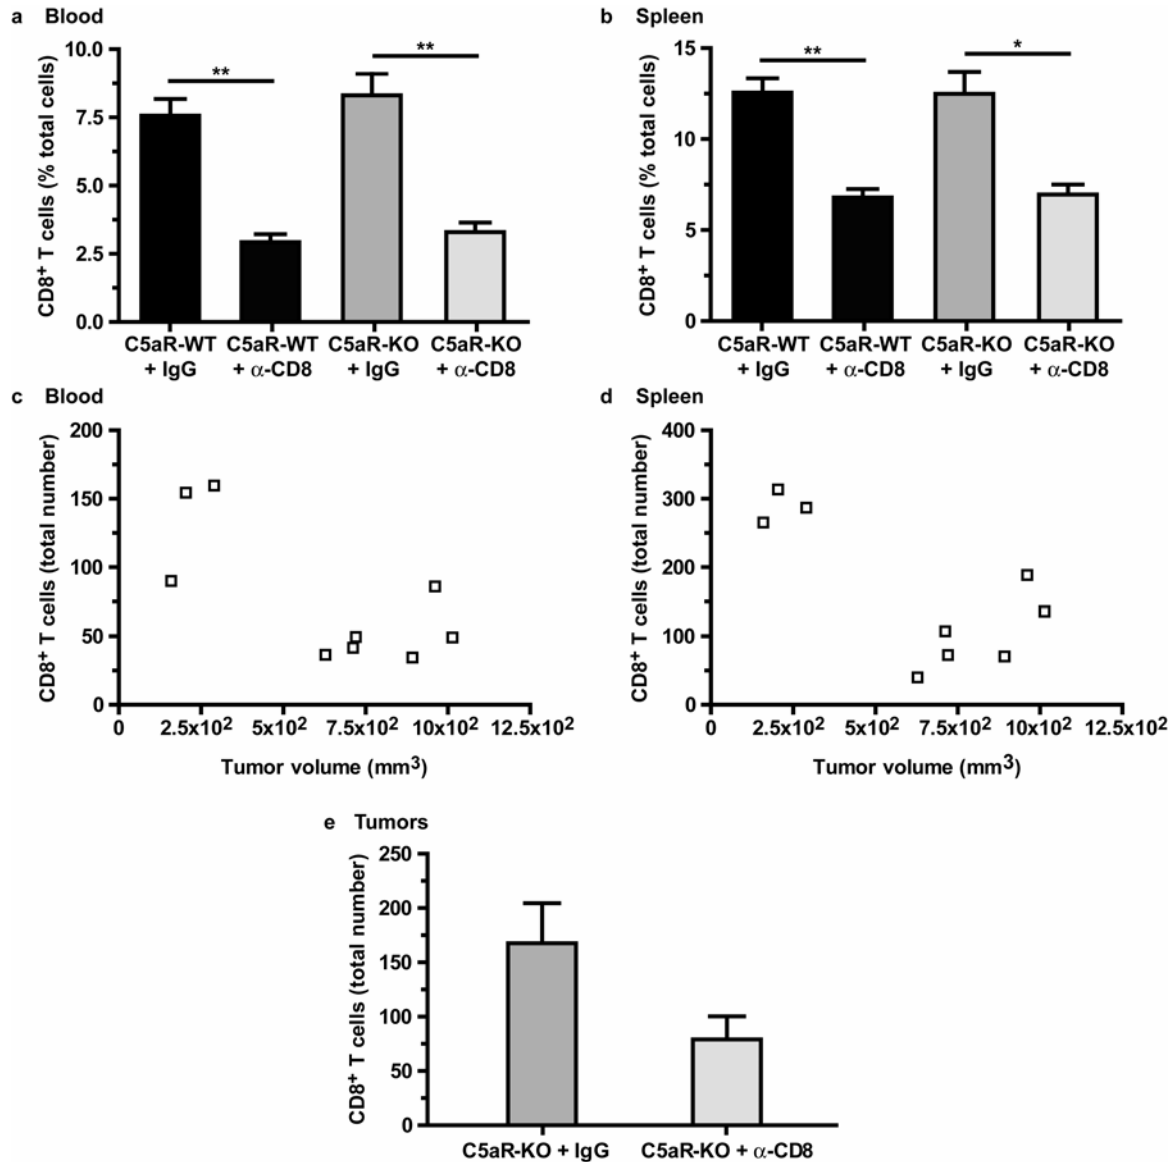 a Blood
CD8⁺ T cells (% total cells)
10.0
7.5
5.0
2.5
0.0
**
**
C5aR-WT C5aR-WT C5aR-KO C5aR-KO
+ IgG + α-CD8 + IgG + α-CD8
b Spleen
CD8⁺ T cells (% total cells)
15
10
5
0
**
*
C5aR-WT C5aR-WT C5aR-KO C5aR-KO
+ IgG + α-CD8 + IgG + α-CD8
c Blood
CD8⁺ T cells (total number)
200
150
100
50
0
0 2.5x10² 5x10² 7.5x10² 10x10² 12.5x10²
Tumor volume (mm³)
d Spleen
CD8⁺ T cells (total number)
400
300
200
100
0
0 2.5x10² 5x10² 7.5x10² 10x10² 12.5x10²
Tumor volume (mm³)
e Tumors
CD8⁺ T cells (total number)
250
200
150
100
50
0
C5aR-KO + IgG C5aR-KO + α-CD8